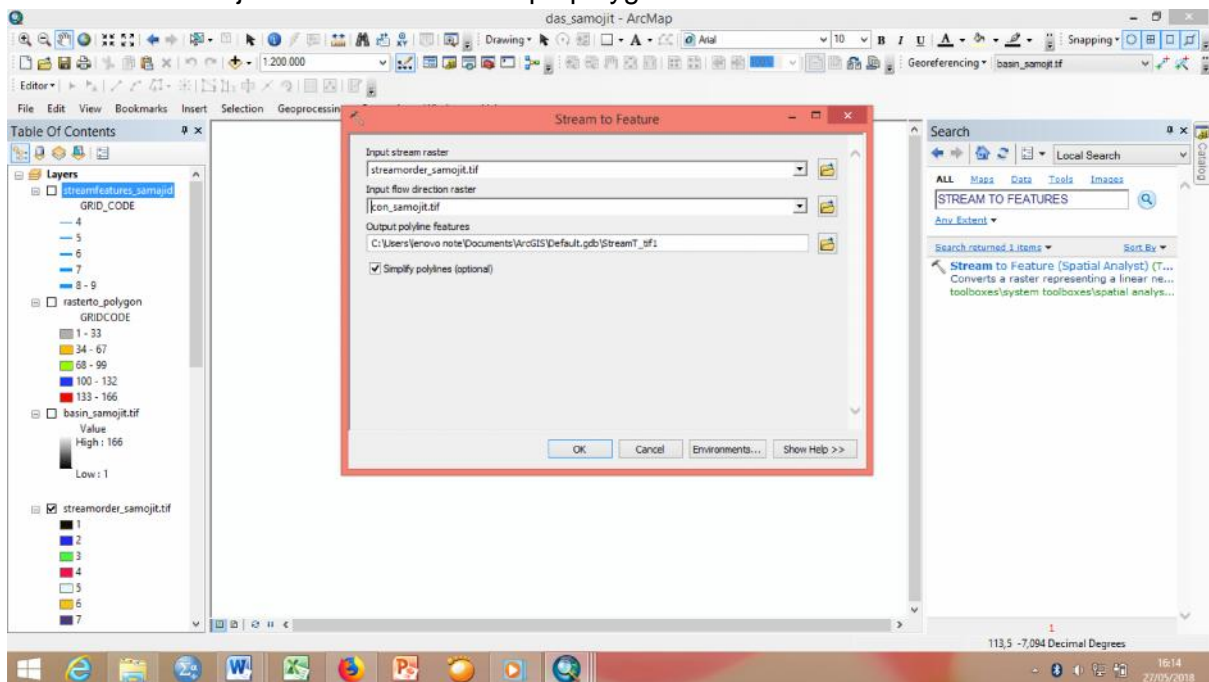 das_samojit - ArcMap
Drawing
A
Arial
10
B I U A
Snapping
1:200.000
Georeferencing
basin_samojit.tif
Editor
File Edit View Bookmarks Insert Selection
Table Of Contents
Layers
streamfeatures_samajid
GRID_CODE
4
5
6
7
8 - 9
rasterto_polygon
GRIDCODE
1 - 33
34 - 67
68 - 99
100 - 132
133 - 166
basin_samojit.tif
Value
High : 166
Low : 1
streamorder_samojit.tif
1
2
3
4
5
6
7
Stream to Feature
Input stream raster
streamorder_samojit.tif
Input flow direction raster
con_samojit.tif
Output polyline features
C:\Users\lenovo note\Documents\ArcGIS\Default.gdb\StreamT_tif1
Simplify polylines (optional)
OK Cancel Environments... Show Help >>
Search
Local Search
ALL Maps Data Tools Images
STREAM TO FEATURES
Any Extent
Search returned 1 items
Sort By
Stream to Feature (Spatial Analyst) (T...
Converts a raster representing a linear ne...
toolboxes\system toolboxes\spatial analys...
1
Catalog
113,5 -7,094 Decimal Degrees
16:14
27/05/2018